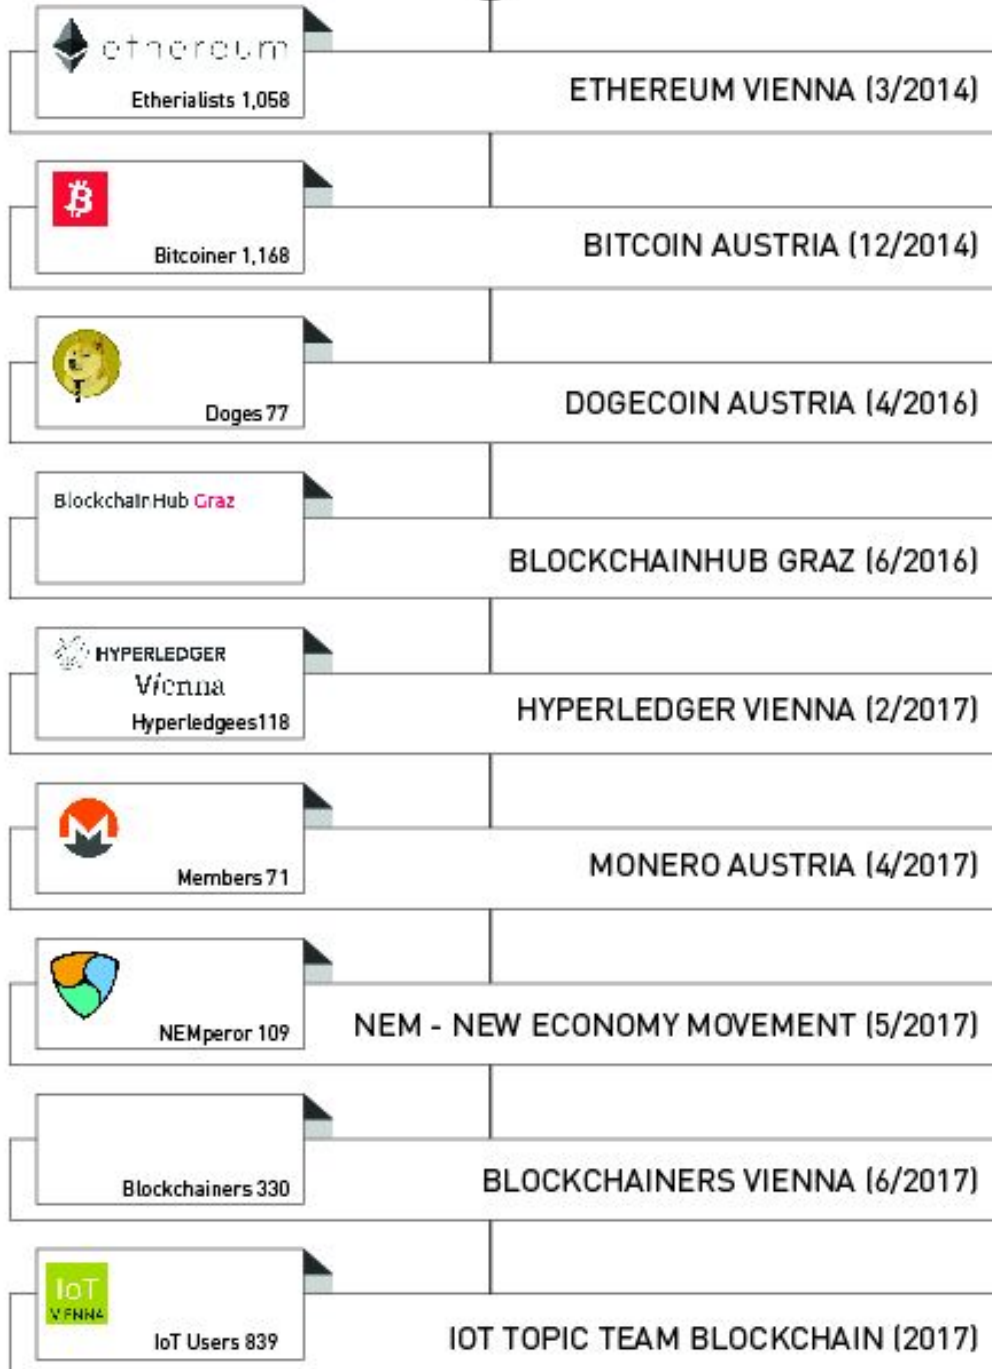 ethereum
Etherialists 1,058
ETHEREUM VIENNA (3/2014)
Bitcoiner 1,168
BITCOIN AUSTRIA (12/2014)
Doges 77
DOGECOIN AUSTRIA (4/2016)
BlockchainHub Graz
BLOCKCHAINHUB GRAZ (6/2016)
HYPERLEDGER
Vienna
Hyperledgees118
HYPERLEDGER VIENNA (2/2017)
Members 71
MONERO AUSTRIA (4/2017)
NEMperor 109
NEM - NEW ECONOMY MOVEMENT (5/2017)
Blockchainers 330
BLOCKCHAINERS VIENNA (6/2017)
IoT
VIENNA
IoT Users 839
IOT TOPIC TEAM BLOCKCHAIN (2017)